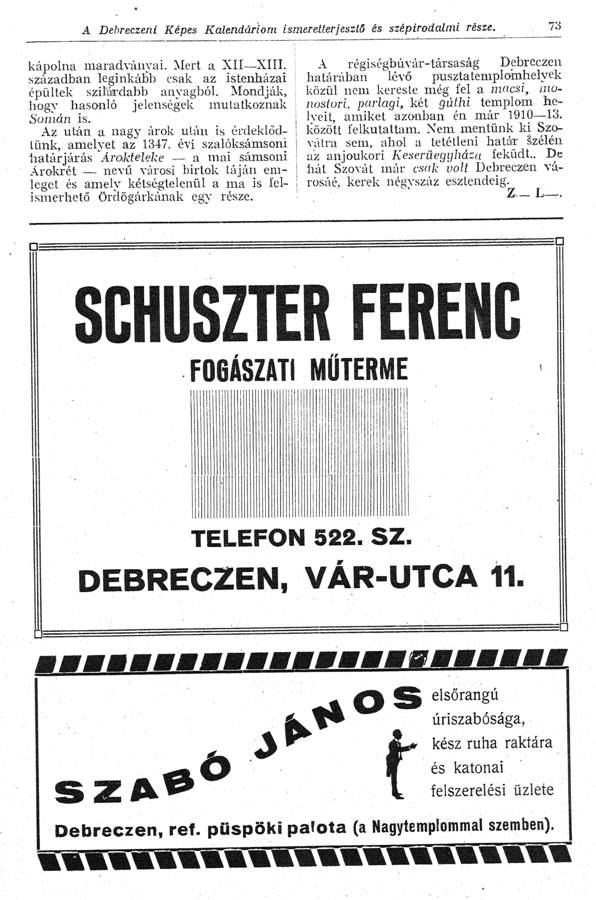 A Debreczeni Képes Kalendáriom ismeretterjesztő és szépirodalmi része. 73
kápolna maradványai. Mert a XII—XIII.
században leginkább csak az istenházai
épültek szilárdabb anyagból. Mondják,
hogy hasonló jelenségek mutatkoznak
Somán is.
Az után a nagy árok után is érdeklőd-
tünk, amelyet az 1347. évi szalóksámsoni
határjárás Árokteleke — a mai sámsoni
Árokrét — nevű városi birtok táján em-
leget és amely kétségtelenül a ma is fel-
ismerhető Ördögárkának egy része.
A régiségbúvár-társaság Debreczen
határában lévő pusztatemplomhelyek
közül nem kereste még fel a macsi, mo-
nostori, parlagi, két gúthi templom he-
lyeit, amiket azonban én már 1910—13.
között felkutattam. Nem mentünk ki Szo-
vátra sem, ahol a tetétleni határ szélén
az anjoukori Keserűegyháza feküdt.. De
hát Szovát már csak volt Debreczen vá-
rosáé, kerek négyszáz esztendeig.
Z— L—.
SCHUSZTER FERENC
FOGÁSZATI MŰTERME
TELEFON 522. SZ.
DEBRECZEN, VÁR-UTCA 11.
SZABÓ JÁNOS
elsőrangú
úriszabósága,
kész ruha raktára
és katonai
felszerelési üzlete
Debreczen, ref. püspöki palota (a Nagytemplommal szemben).